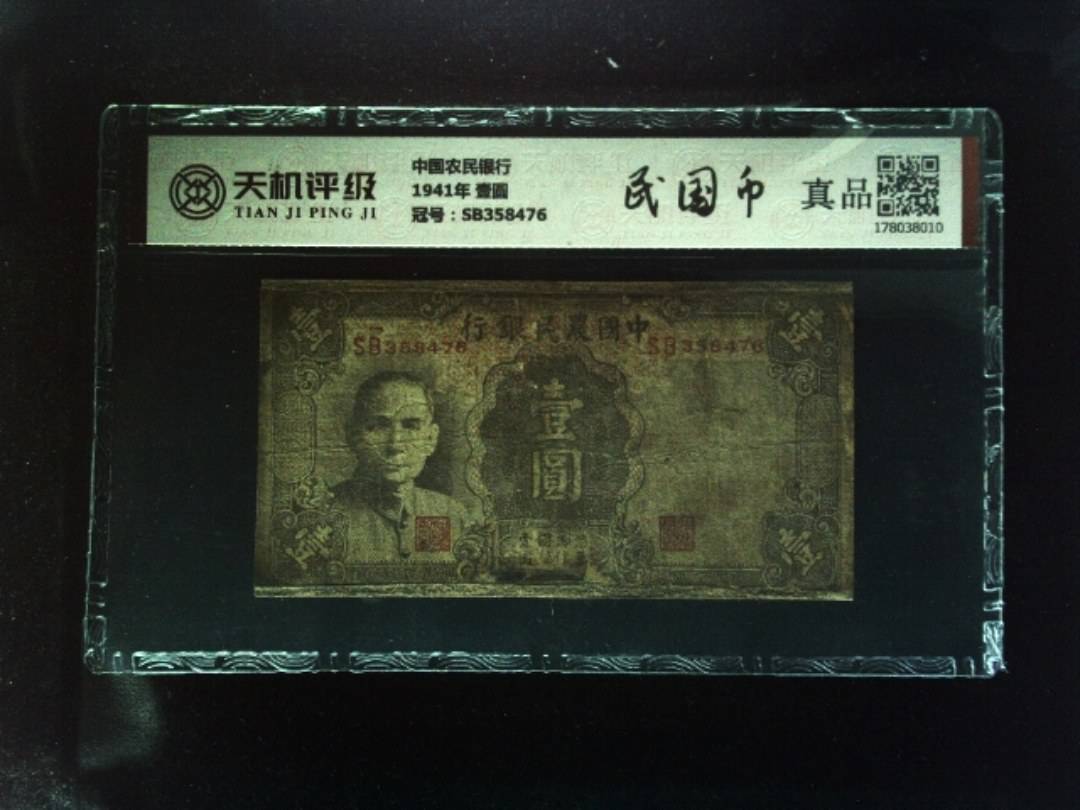 天机评级
TIAN JI PING JI
中国农民银行
1941年 壹圆
冠号：SB358476
民国币
真品
178038010
行銀民農國中
SB358476
SB358476
壹
壹
壹
圓
壹
壹